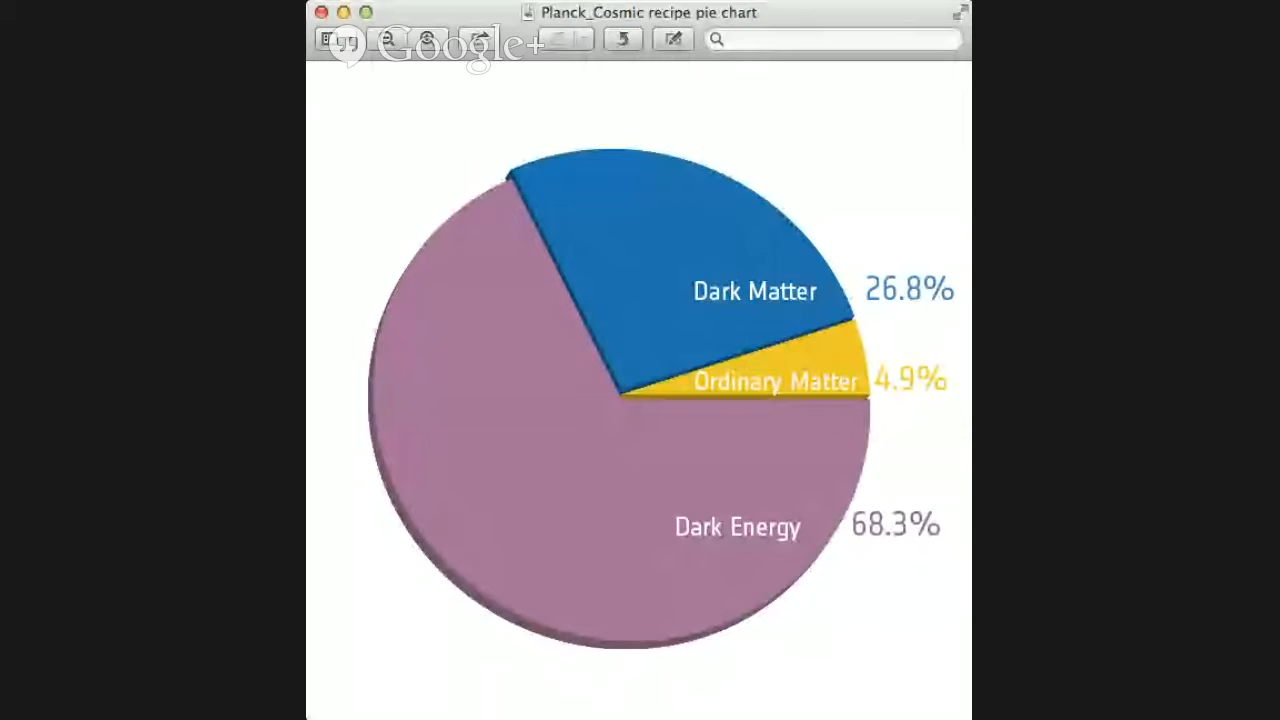 Planck_Cosmic recipe pie chart
Google+
Dark Matter 26.8%
Ordinary Matter 4.9%
Dark Energy 68.3%